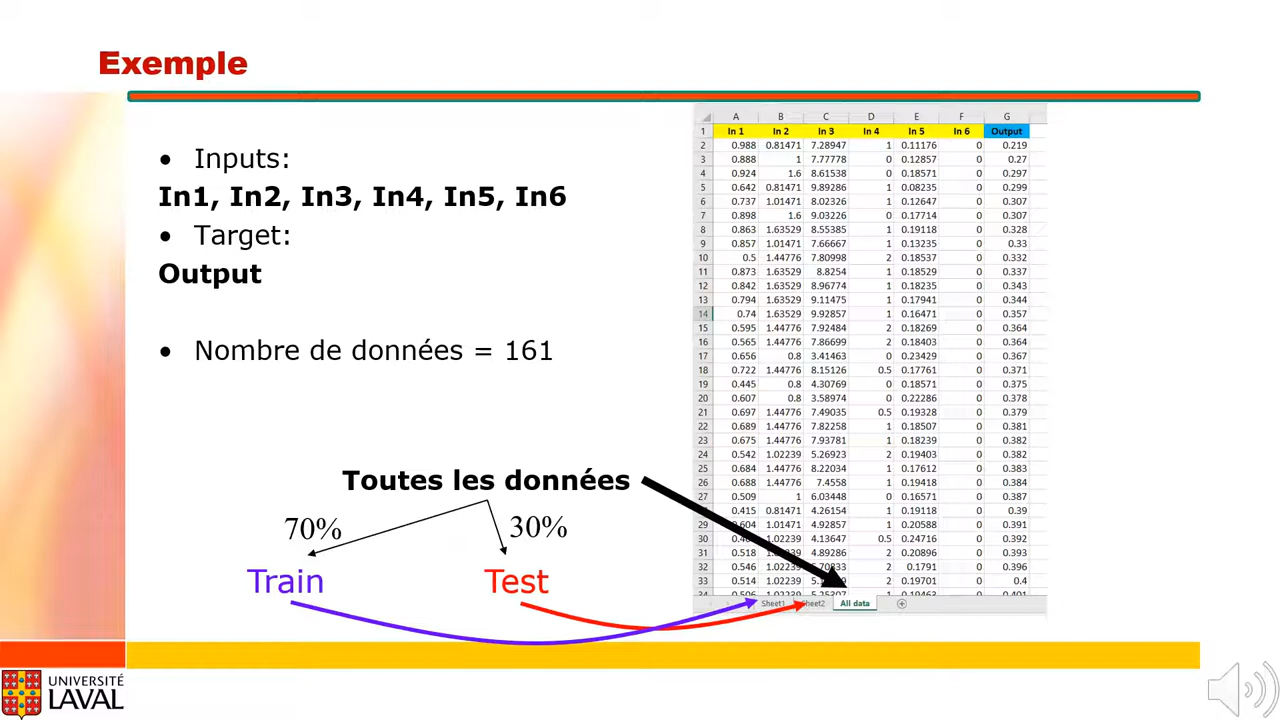 Exemple
• Inputs:
In1, In2, In3, In4, In5, In6
• Target:
Output
• Nombre de données = 161
Toutes les données
70% 30%
Train Test
A B C D E F G
1 In 1 In 2 In 3 In 4 In 5 In 6 Output
2 0.988 0.81471 7.28947 1 0.11176 0 0.219
3 0.888 1 7.77778 0 0.12857 0 0.27
4 0.924 1.6 8.61538 0 0.18571 0 0.297
5 0.642 0.81471 9.89286 1 0.08235 0 0.299
6 0.737 1.01471 8.02326 1 0.12647 0 0.307
7 0.898 1.6 9.03226 0 0.17714 0 0.307
8 0.863 1.63529 8.55385 1 0.19118 0 0.328
9 0.857 1.01471 7.66667 1 0.13235 0 0.33
10 0.5 1.44776 7.80998 2 0.18537 0 0.332
11 0.873 1.63529 8.8254 1 0.18529 0 0.337
12 0.842 1.63529 8.96774 1 0.18235 0 0.343
13 0.794 1.63529 9.11475 1 0.17941 0 0.344
14 0.74 1.63529 9.92857 1 0.16471 0 0.357
15 0.595 1.44776 7.92484 2 0.18269 0 0.364
16 0.565 1.44776 7.86699 2 0.18403 0 0.364
17 0.656 0.8 3.41463 0 0.23429 0 0.367
18 0.722 1.44776 8.15126 0.5 0.17761 0 0.371
19 0.445 0.8 4.30769 0 0.18571 0 0.375
20 0.607 0.8 3.58974 0 0.22286 0 0.378
21 0.697 1.44776 7.49035 0.5 0.19328 0 0.379
22 0.689 1.44776 7.82258 1 0.18507 0 0.381
23 0.675 1.44776 7.93781 1 0.18239 0 0.382
24 0.542 1.02239 5.26923 2 0.19403 0 0.382
25 0.684 1.44776 8.22034 1 0.17612 0 0.383
26 0.688 1.44776 7.4558 1 0.19418 0 0.384
27 0.509 1 6.03448 0 0.16571 0 0.387
0.415 0.81471 4.26154 1 0.19118 0 0.39
29 0.604 1.01471 4.92857 1 0.20588 0 0.391
30 1.02239 4.13647 0.5 0.24716 0 0.392
31 0.518 4.89286 2 0.20896 0 0.393
32 0.546 1.02239 2 0.1791 0 0.396
33 0.514 1.02239 2 0.19701 0 0.4
Sheet1 Sheet2 All data
UNIVERSITÉ
LAVAL